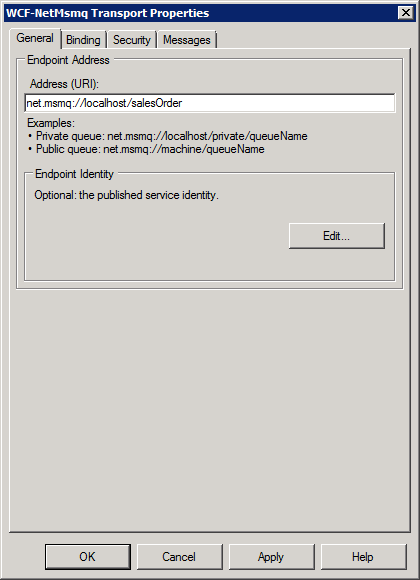 WCF-NetMsmq Transport Properties
General Binding Security Messages
Endpoint Address
Address (URI):
net.msmq://localhost/salesOrder
Examples:
• Private queue: net.msmq://localhost/private/queueName
• Public queue: net.msmq://machine/queueName
Endpoint Identity
Optional: the published service identity.
Edit...
OK Cancel Apply Help